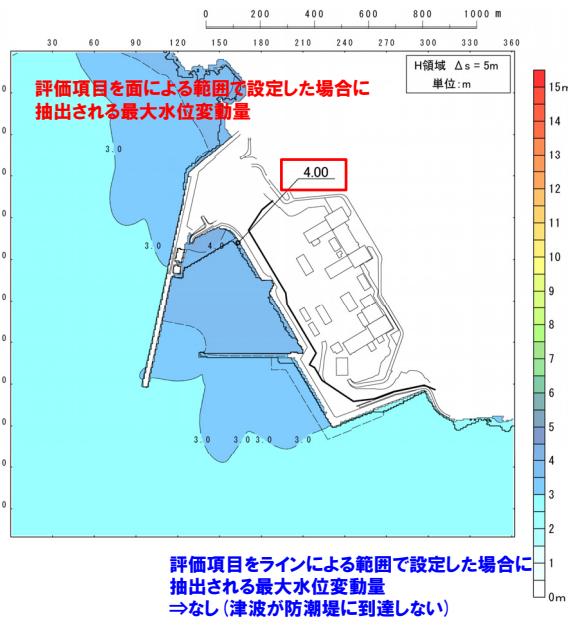 0 200 400 600 800 1000 m
30 60 90 120 150 180 210 240 270 300 330 360
H領域 Δs = 5m
単位:m
評価項目を面による範囲で設定した場合に
抽出される最大水位変動量
3.0
4.00
3.0
4.0
3.0 3.0 3.0 3.0
0
0
0
0
0
0
0
15m
14
13
12
11
10
9
8
7
6
5
4
3
2
1
0m
評価項目をラインによる範囲で設定した場合に
抽出される最大水位変動量
⇒なし(津波が防潮堤に到達しない)